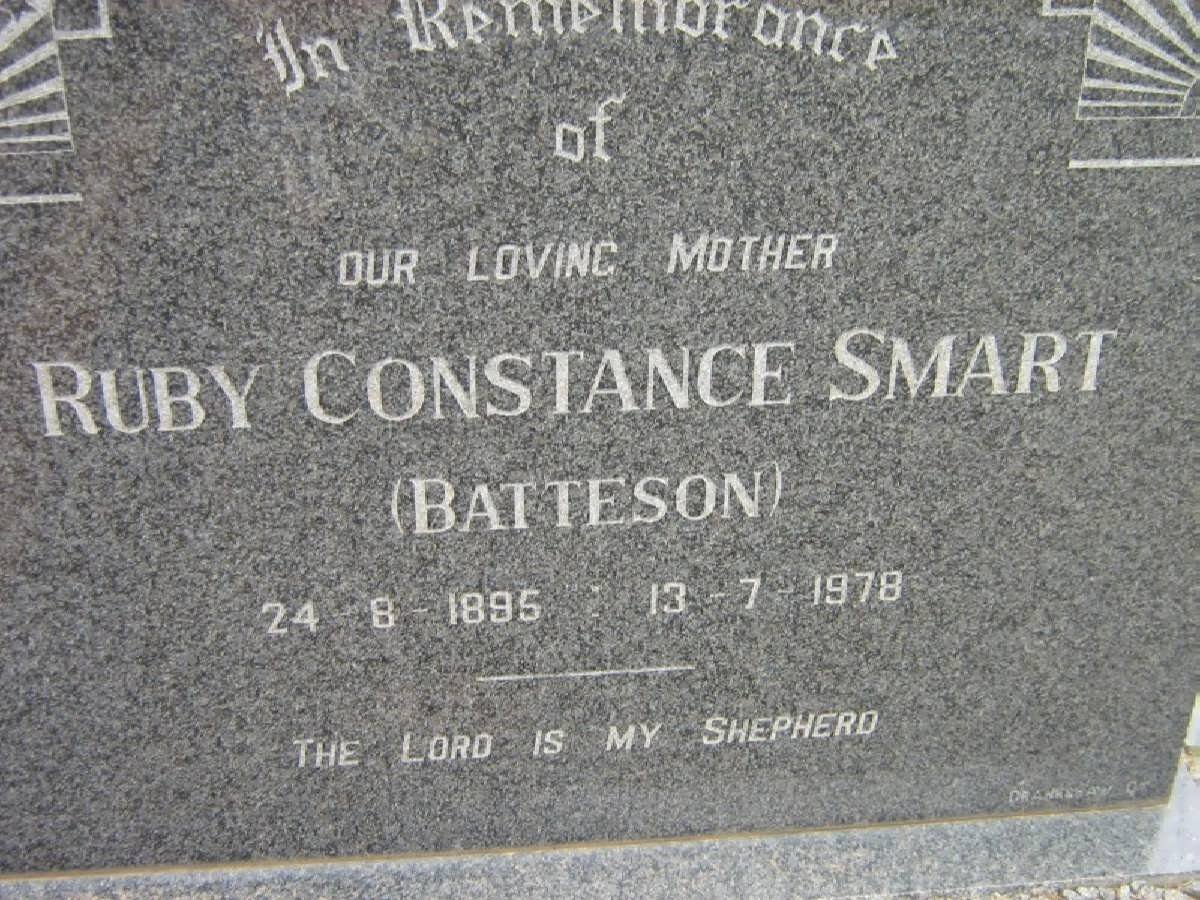 In Remembrance
of
OUR LOVING MOTHER
RUBY CONSTANCE SMART
(BATTESON)
24-8-1895 : 13-7-1978
THE LORD IS MY SHEPHERD